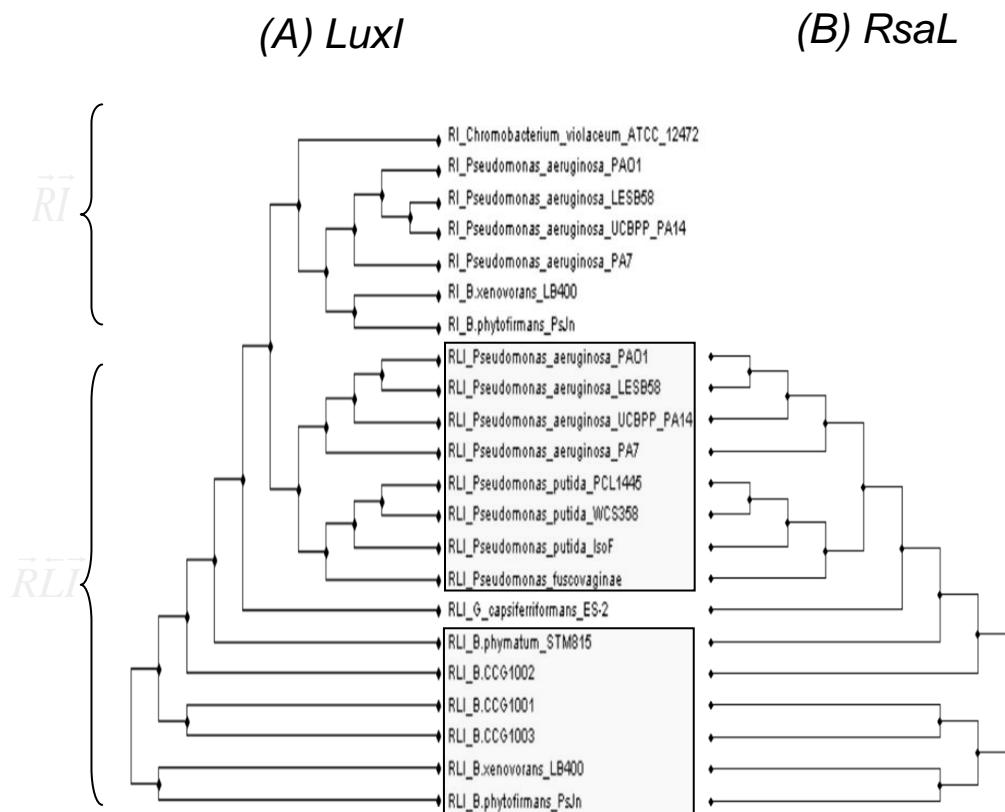 (A) LuxI
(B) RsaL
RI
RI_Chromobacterium_violaceum_ATCC_12472
RI_Pseudomonas_aeruginosa_PAO1
RI_Pseudomonas_aeruginosa_LESB58
RI_Pseudomonas_aeruginosa_UCBPP_PA14
RI_Pseudomonas_aeruginosa_PA7
RI_B.xenovorans_LB400
RI_B.phytofirmans_PsJn
RLI
RLI_Pseudomonas_aeruginosa_PAO1
RLI_Pseudomonas_aeruginosa_LESB58
RLI_Pseudomonas_aeruginosa_UCBPP_PA14
RLI_Pseudomonas_aeruginosa_PA7
RLI_Pseudomonas_putida_PCL1445
RLI_Pseudomonas_putida_WCS358
RLI_Pseudomonas_putida_IsoF
RLI_Pseudomonas_fuscovaginae
RLI_G_capsiferriformans_ES-2
RLI_B.phymatum_STM815
RLI_B.CCG1002
RLI_B.CCG1001
RLI_B.CCG1003
RLI_B.xenovorans_LB400
RLI_B.phytofirmans_PsJn